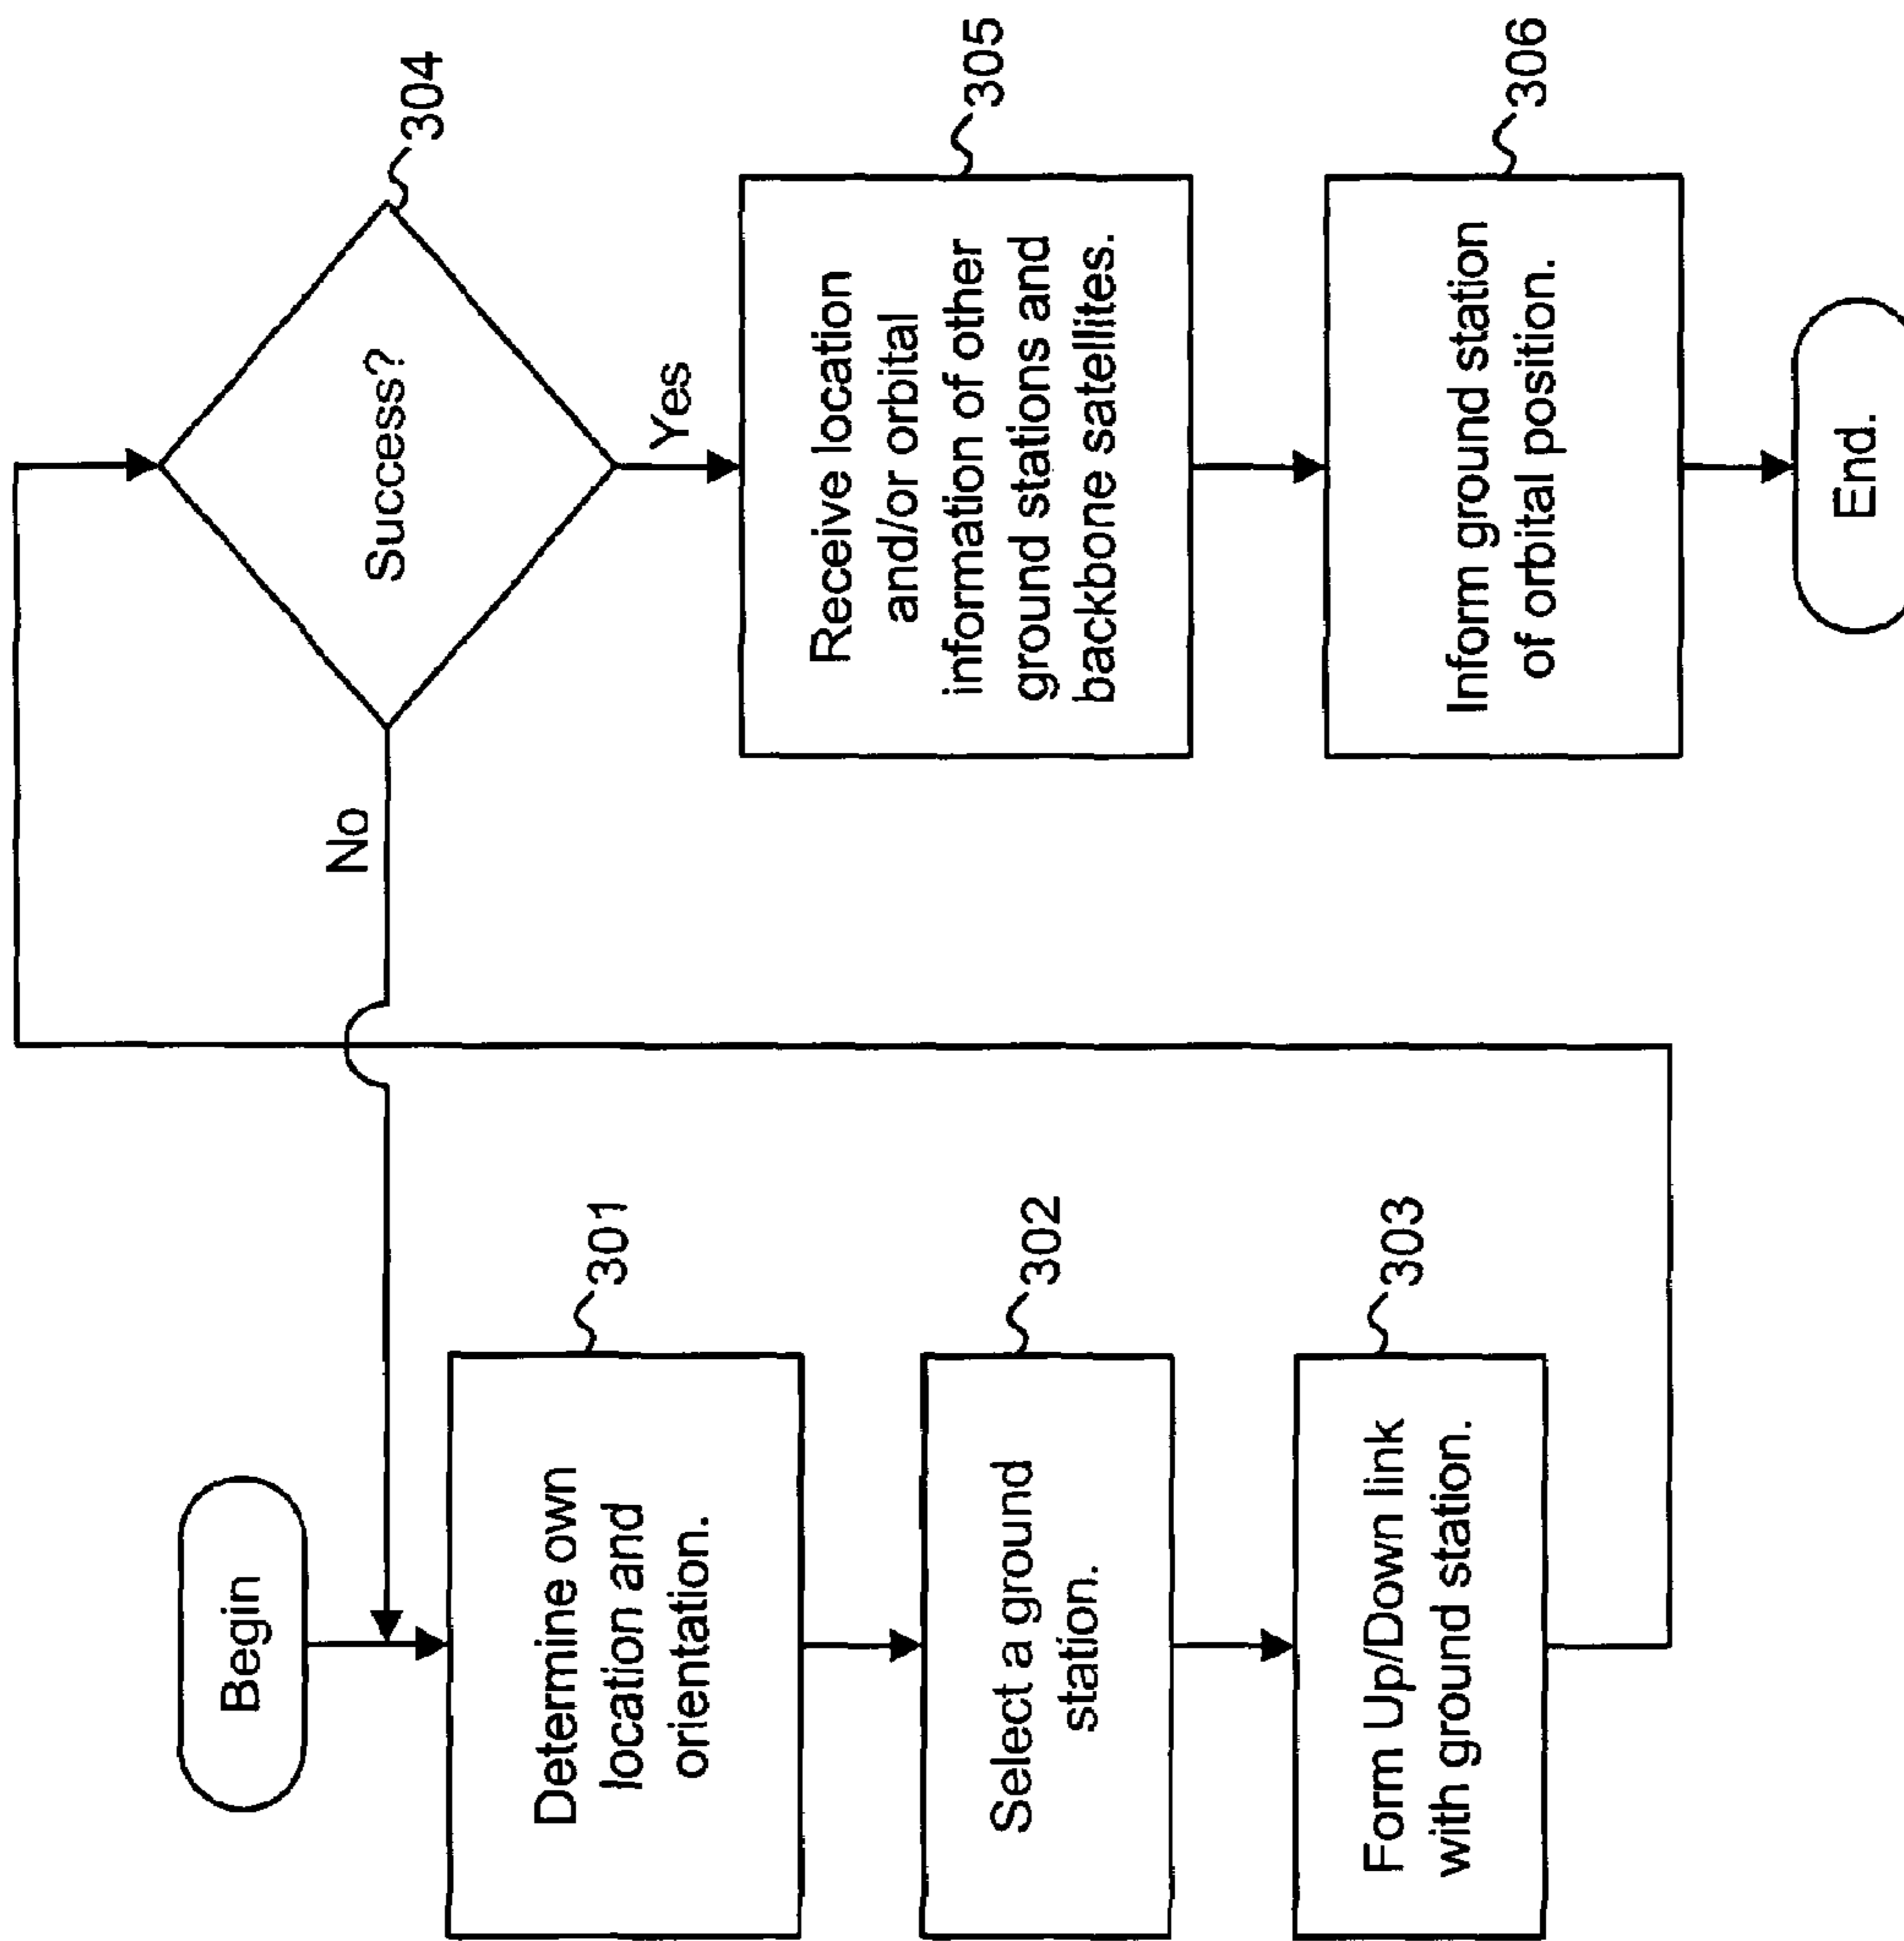 Begin
Determine own
location and
orientation.
301
Select a ground
station.
302
Form Up/Down link
with ground station.
303
Success?
304
No
Yes
Receive location
and/or orbital
information of other
ground stations and
backbone satellites.
305
Inform ground station
of orbital position.
306
End.